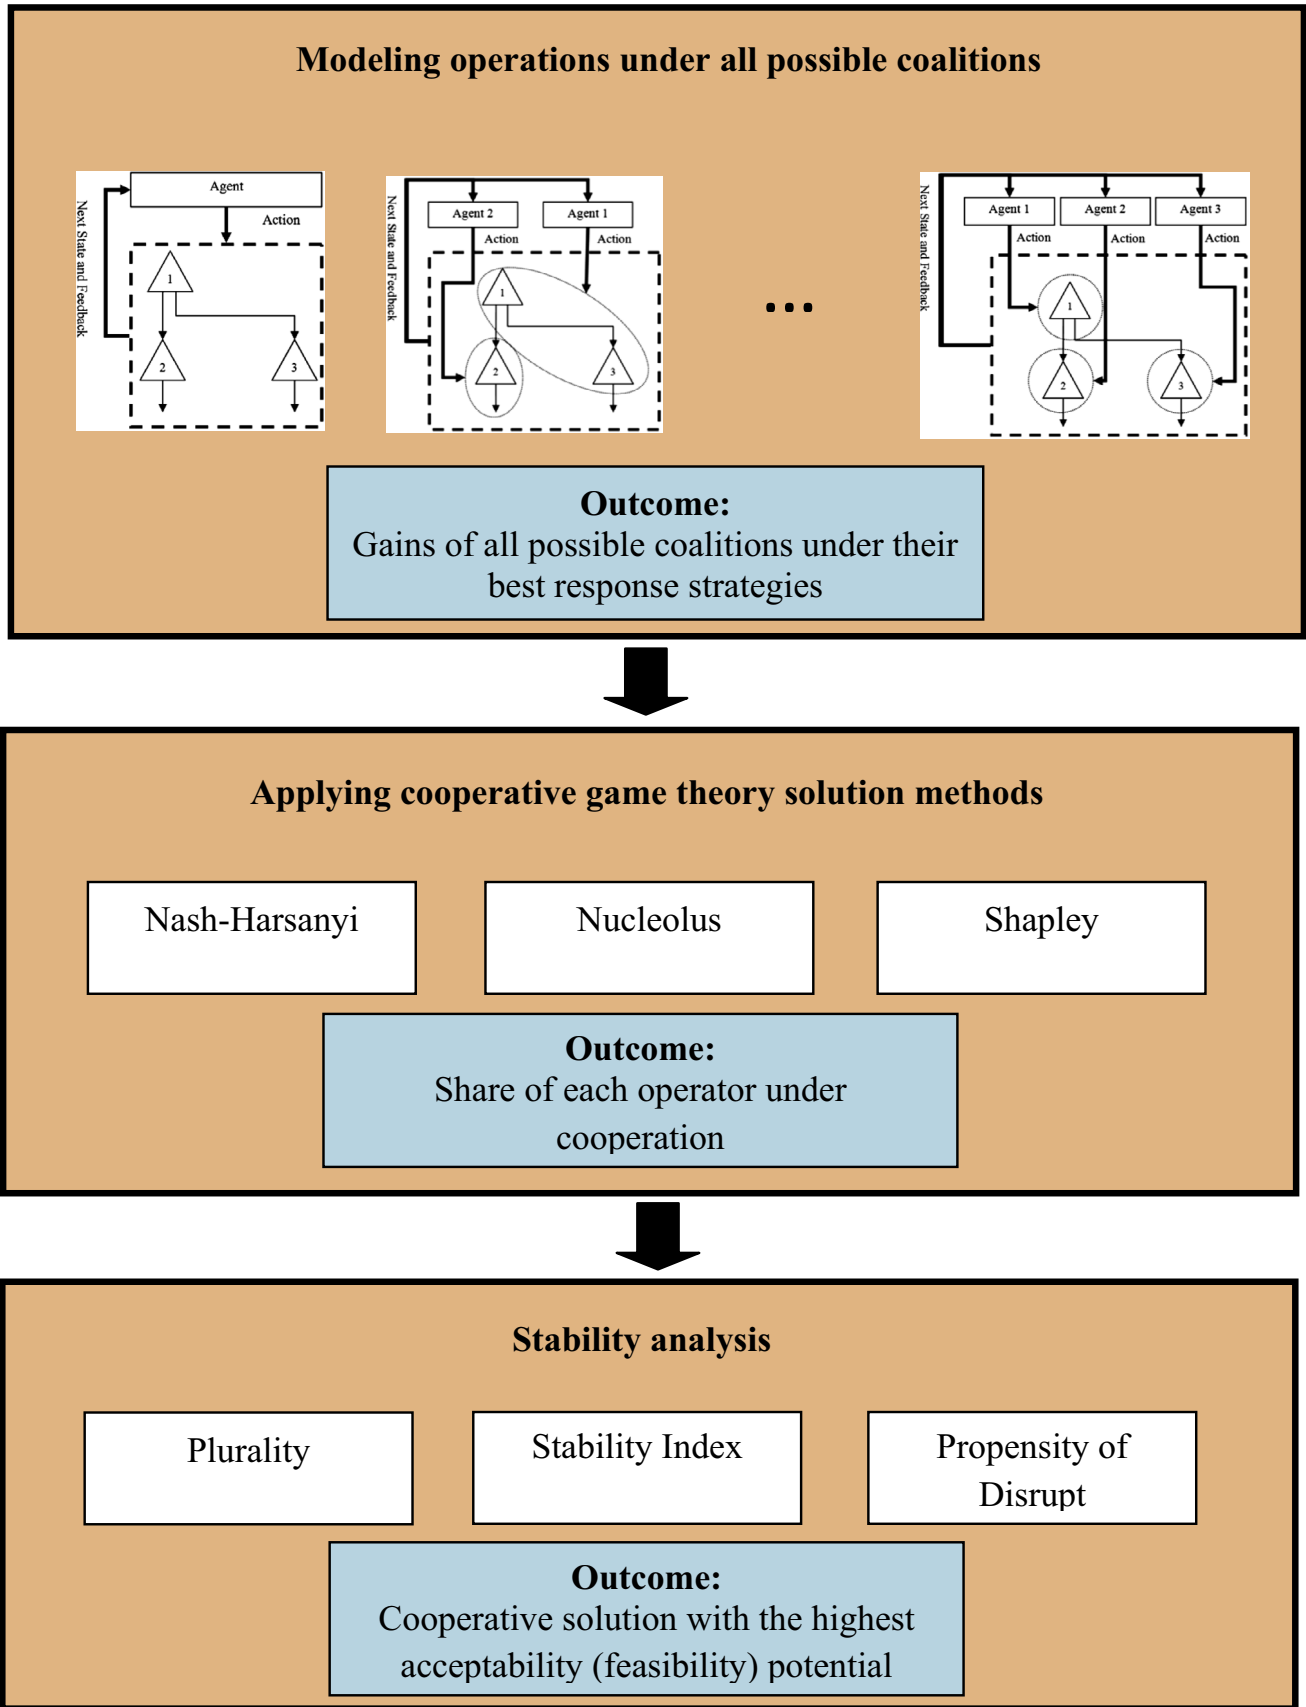 Modeling operations under all possible coalitions
Next State and Feedback
Agent
Action
1
2
3
Next State and Feedback
Agent 2
Agent 1
Action
Action
1
2
3
...
Next State and Feedback
Agent 1
Agent 2
Agent 3
Action
Action
Action
1
2
3
Outcome:
Gains of all possible coalitions under their
best response strategies
Applying cooperative game theory solution methods
Nash-Harsanyi
Nucleolus
Shapley
Outcome:
Share of each operator under
cooperation
Stability analysis
Plurality
Stability Index
Propensity of
Disrupt
Outcome:
Cooperative solution with the highest
acceptability (feasibility) potential